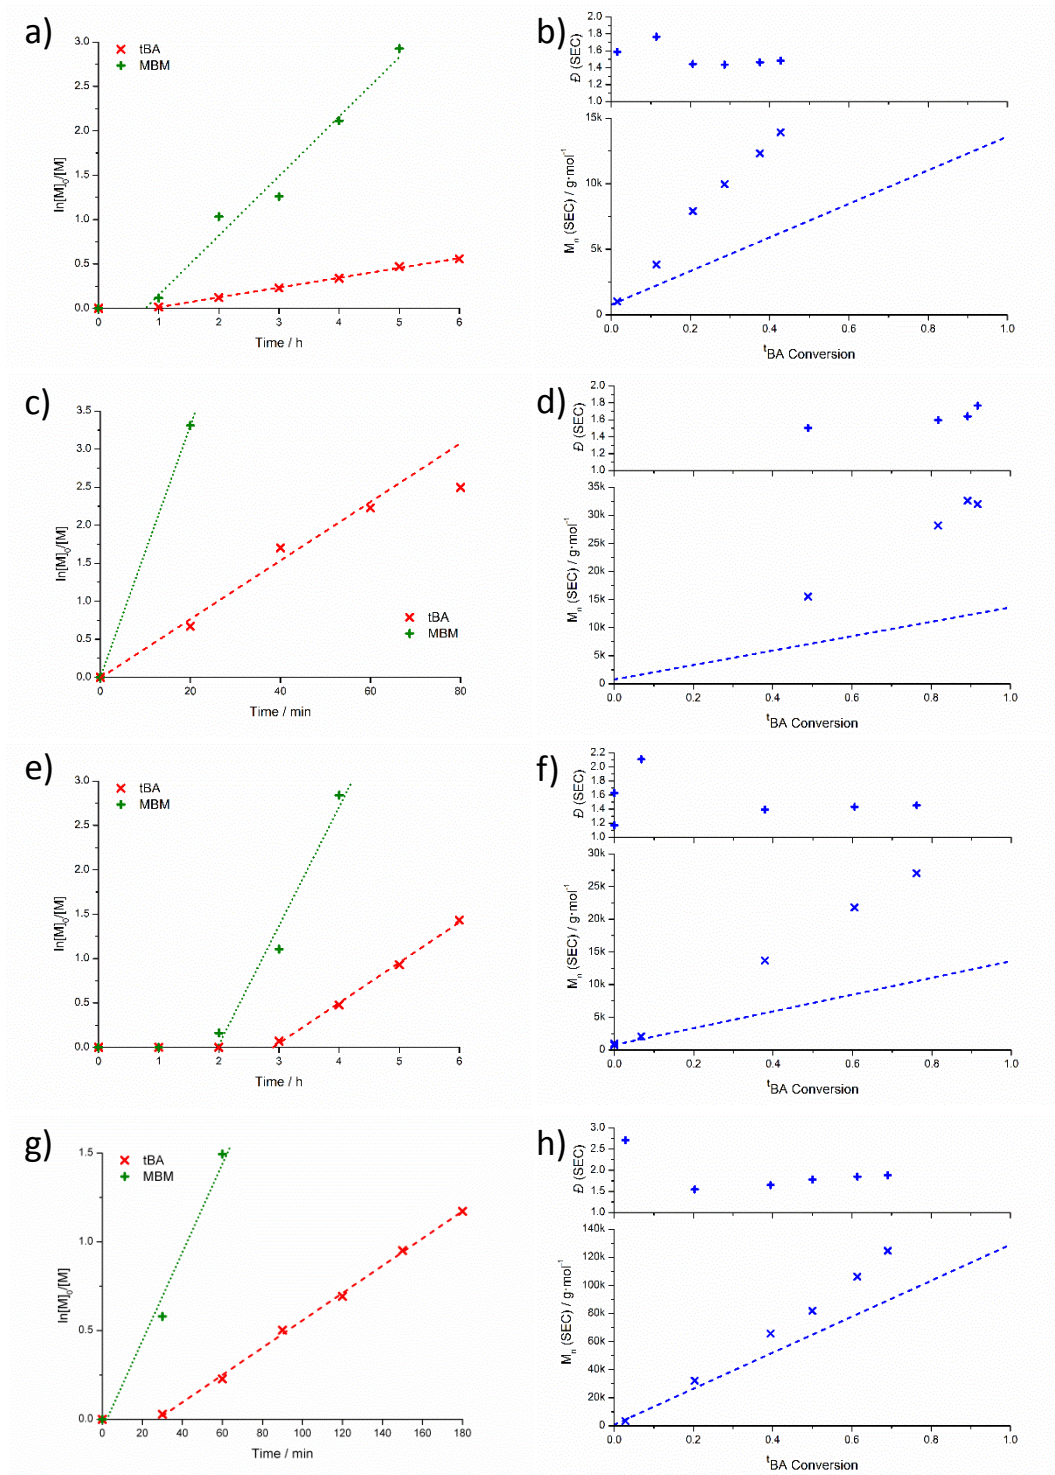 a)
tBA
MBM
3.0
2.5
2.0
1.5
1.0
0.5
0.0
ln[M]₀/[M]
0 1 2 3 4 5 6
Time / h
b)
2.0
1.8
1.6
1.4
1.2
1.0
Đ (SEC)
15k
10k
5k
0
Mₙ (SEC) / g·mol⁻¹
0.0 0.2 0.4 0.6 0.8 1.0
ᵗBA Conversion
c)
3.5
3.0
2.5
2.0
1.5
1.0
0.5
0.0
ln[M]₀/[M]
tBA
MBM
0 20 40 60 80
Time / min
d)
2.0
1.8
1.6
1.4
1.2
1.0
Đ (SEC)
35k
30k
25k
20k
15k
10k
5k
0
Mₙ (SEC) / g·mol⁻¹
0.0 0.2 0.4 0.6 0.8 1.0
ᵗBA Conversion
e)
tBA
MBM
3.0
2.5
2.0
1.5
1.0
0.5
0.0
ln[M]₀/[M]
0 1 2 3 4 5 6
Time / h
f)
2.2
2.0
1.8
1.6
1.4
1.2
1.0
Đ (SEC)
30k
25k
20k
15k
10k
5k
0
Mₙ (SEC) / g·mol⁻¹
0.0 0.2 0.4 0.6 0.8 1.0
ᵗBA Conversion
g)
tBA
MBM
1.5
1.0
0.5
0.0
ln[M]₀/[M]
0 20 40 60 80 100 120 140 160 180
Time / min
h)
3.0
2.5
2.0
1.5
1.0
Đ (SEC)
140k
120k
100k
80k
60k
40k
20k
0
Mₙ (SEC) / g·mol⁻¹
0.0 0.2 0.4 0.6 0.8 1.0
ᵗBA Conversion